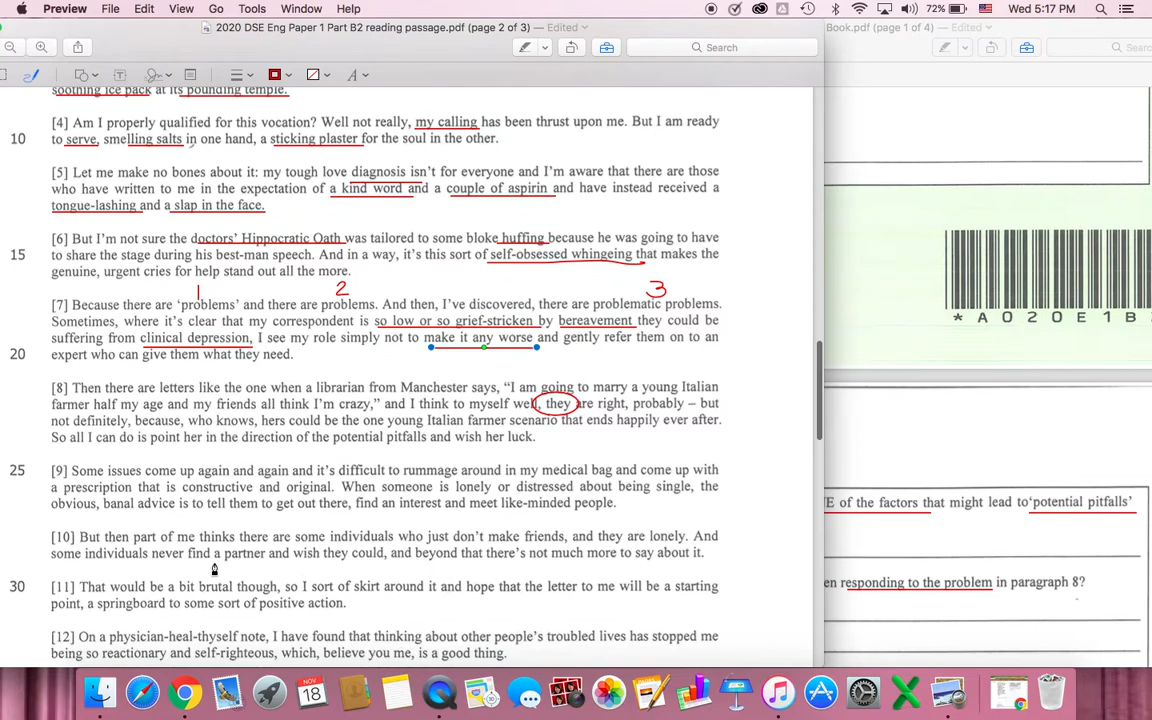 Preview File Edit View Go Tools Window Help 72% Wed 5:17 PM
2020 DSE Eng Paper 1 Part B2 reading passage.pdf (page 2 of 3) — Edited
Book.pdf (page 1 of 4) — Edited
Search
Search
soothing ice pack at its pounding temple.
[4] Am I properly qualified for this vocation? Well not really, my calling has been thrust upon me. But I am ready
10 to serve, smelling salts in one hand, a sticking plaster for the soul in the other.
[5] Let me make no bones about it: my tough love diagnosis isn't for everyone and I'm aware that there are those
who have written to me in the expectation of a kind word and a couple of aspirin and have instead received a
tongue-lashing and a slap in the face.
[6] But I'm not sure the doctors' Hippocratic Oath was tailored to some bloke huffing because he was going to have
15 to share the stage during his best-man speech. And in a way, it's this sort of self-obsessed whingeing that makes the
genuine, urgent cries for help stand out all the more.
1 2 3
[7] Because there are 'problems' and there are problems. And then, I've discovered, there are problematic problems.
Sometimes, where it's clear that my correspondent is so low or so grief-stricken by bereavement they could be
suffering from clinical depression, I see my role simply not to make it any worse and gently refer them on to an
20 expert who can give them what they need.
[8] Then there are letters like the one when a librarian from Manchester says, "I am going to marry a young Italian
farmer half my age and my friends all think I'm crazy," and I think to myself well, they are right, probably – but
not definitely, because, who knows, hers could be the one young Italian farmer scenario that ends happily ever after.
So all I can do is point her in the direction of the potential pitfalls and wish her luck.
25 [9] Some issues come up again and again and it's difficult to rummage around in my medical bag and come up with
a prescription that is constructive and original. When someone is lonely or distressed about being single, the
obvious, banal advice is to tell them to get out there, find an interest and meet like-minded people.
[10] But then part of me thinks there are some individuals who just don't make friends, and they are lonely. And
some individuals never find a partner and wish they could, and beyond that there's not much more to say about it.
30 [11] That would be a bit brutal though, so I sort of skirt around it and hope that the letter to me will be a starting
point, a springboard to some sort of positive action.
[12] On a physician-heal-thyself note, I have found that thinking about other people's troubled lives has stopped me
being so reactionary and self-righteous, which, believe you me, is a good thing.
*A020E1B
E of the factors that might lead to 'potential pitfalls'
en responding to the problem in paragraph 8?
NOV
18